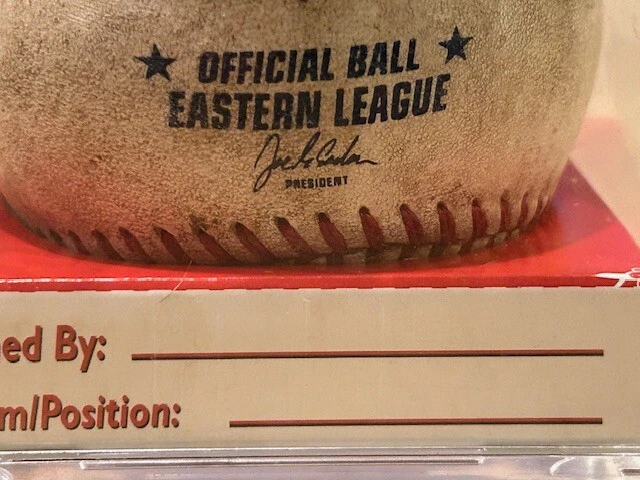 ★ OFFICIAL BALL ★
EASTERN LEAGUE
PRESIDENT
ed By:
m/Position: